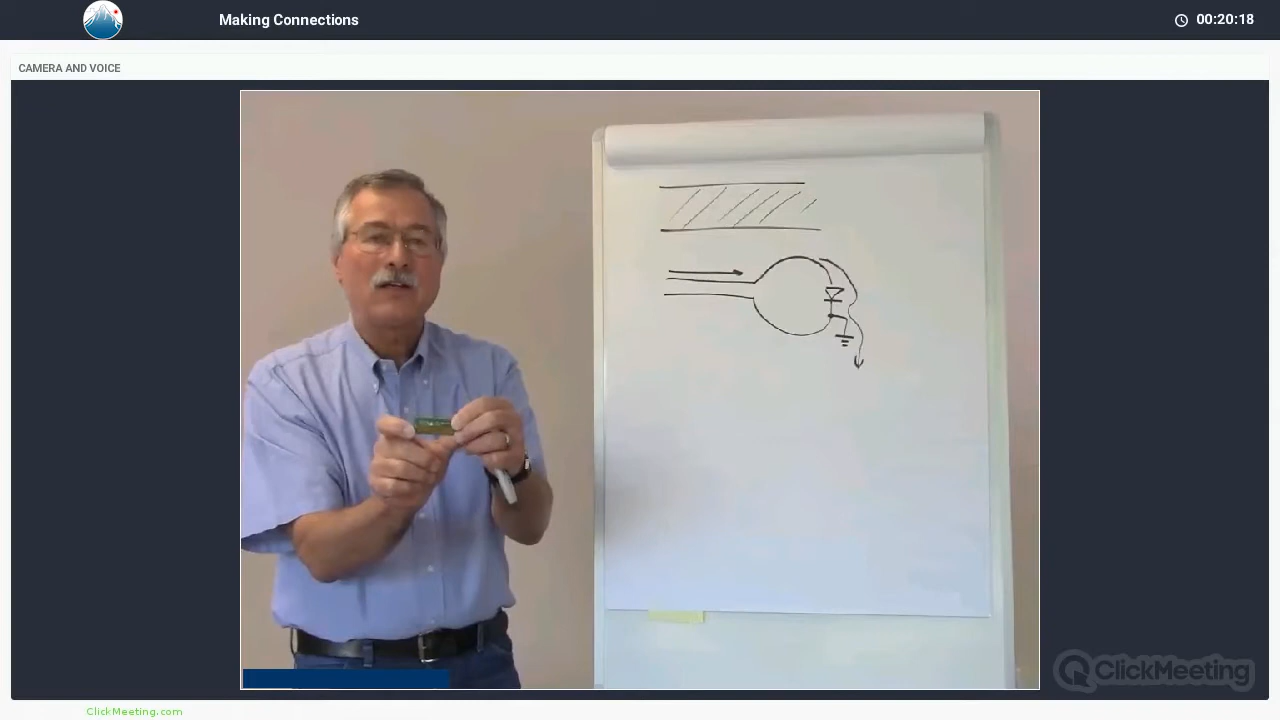 Making Connections
00:20:18
CAMERA AND VOICE
ClickMeeting
ClickMeeting.com